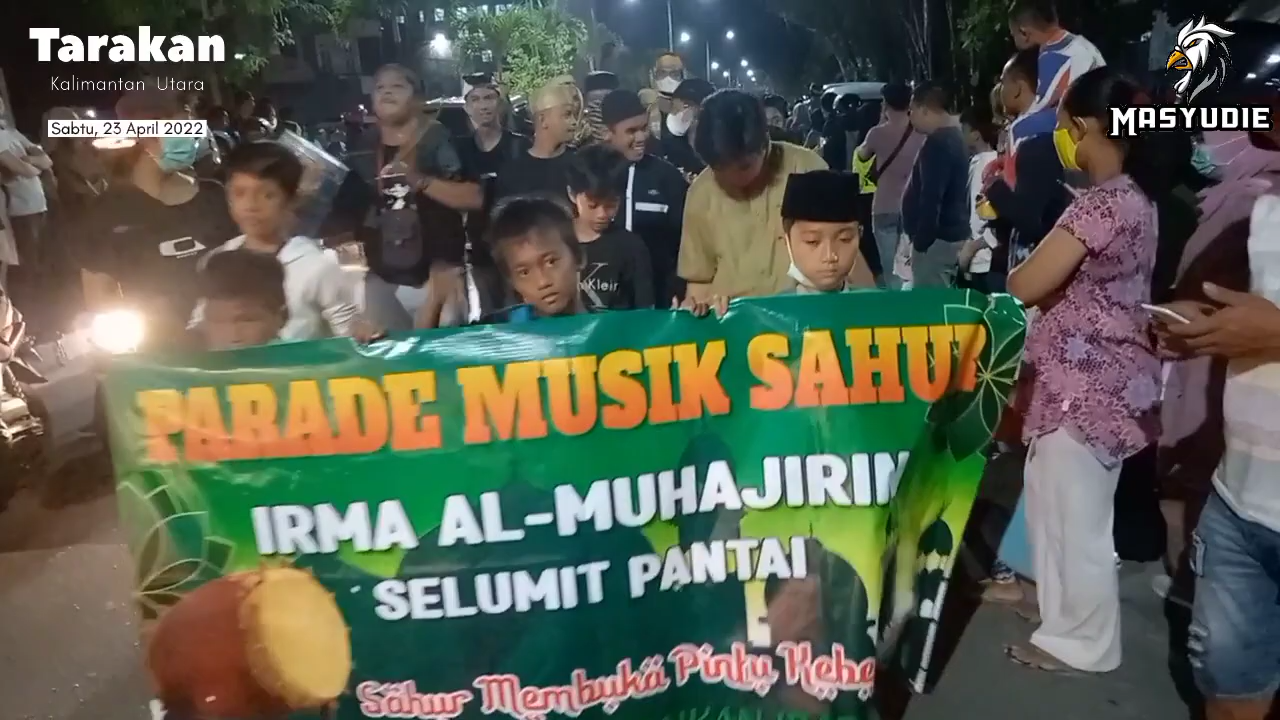 Tarakan
Kalimantan Utara
Sabtu, 23 April 2022
MASYUDIE
PARADE MUSIK SAHUR
IRMA AL-MUHAJIRIN
SELUMIT PANTAI
Sahur Membuka Pintu Kebe